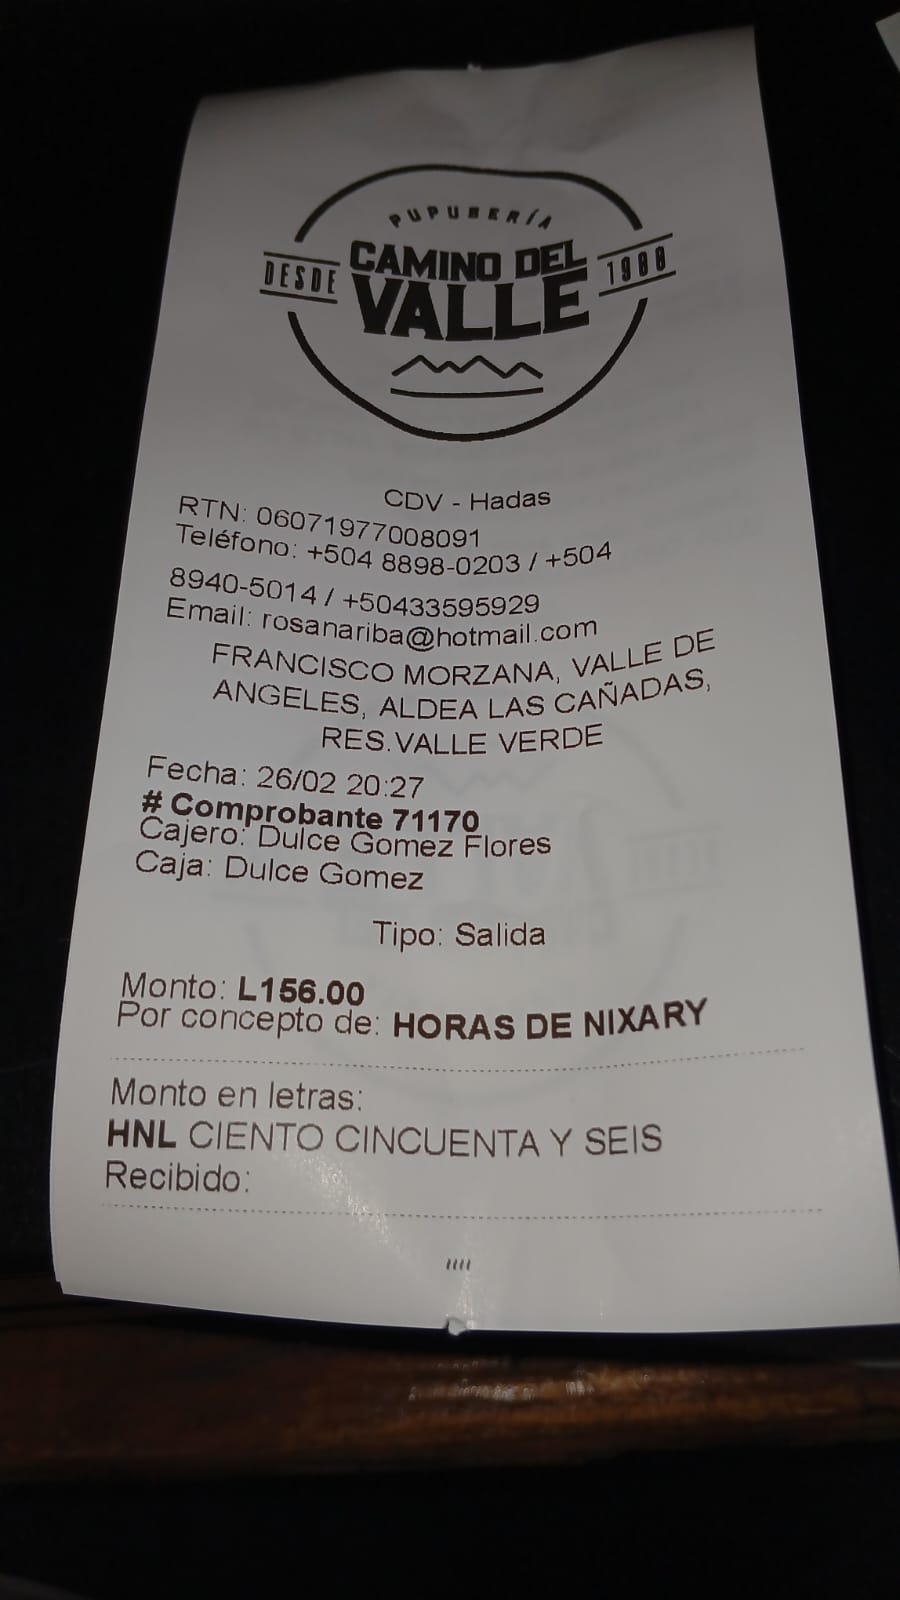 PUPUSERÍA
DESDE CAMINO DEL VALLE 1988
CDV - Hadas
RTN: 06071977008091
Teléfono: +504 8898-0203 / +504
8940-5014 / +50433595929
Email: rosanariba@hotmail.com
FRANCISCO MORZANA, VALLE DE
ANGELES, ALDEA LAS CAÑADAS,
RES.VALLE VERDE
Fecha: 26/02 20:27
# Comprobante 71170
Cajero: Dulce Gomez Flores
Caja: Dulce Gomez
Tipo: Salida
Monto: L156.00
Por concepto de: HORAS DE NIXARY
Monto en letras:
HNL CIENTO CINCUENTA Y SEIS
Recibido:
////